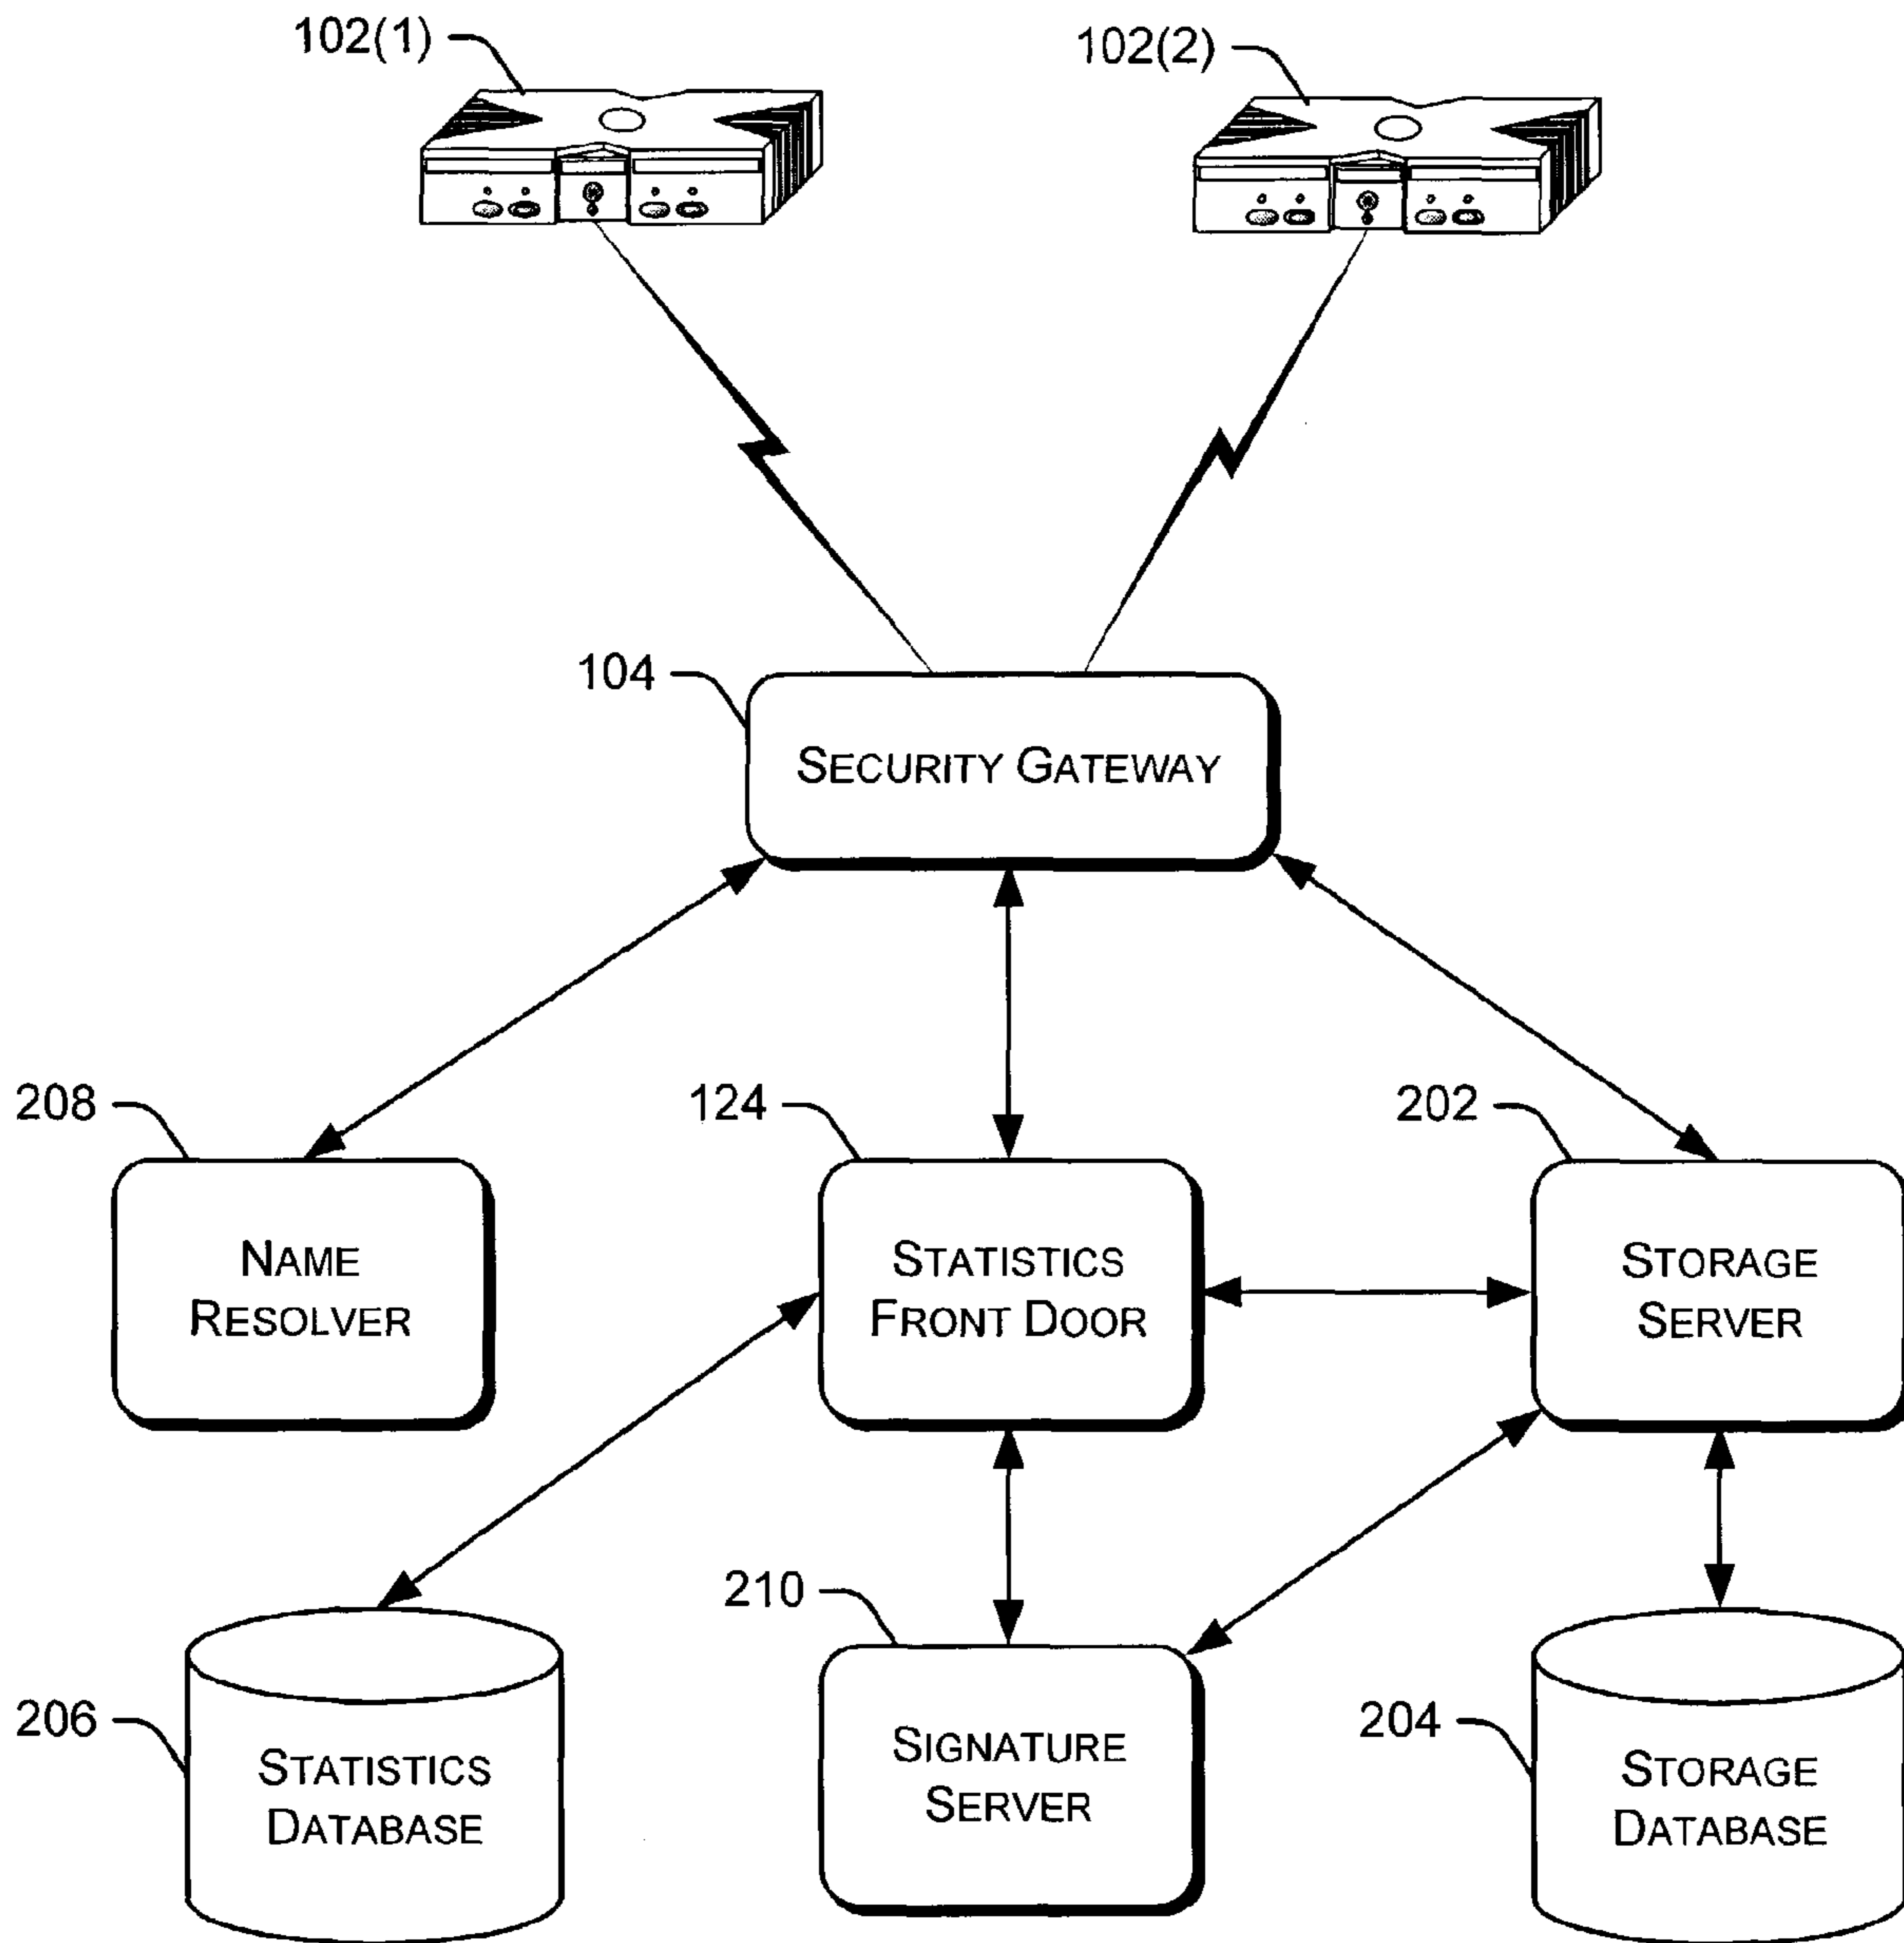 102(1)
102(2)
104
SECURITY GATEWAY
208
124
202
NAME
RESOLVER
STATISTICS
FRONT DOOR
STORAGE
SERVER
210
206
204
STATISTICS
DATABASE
SIGNATURE
SERVER
STORAGE
DATABASE